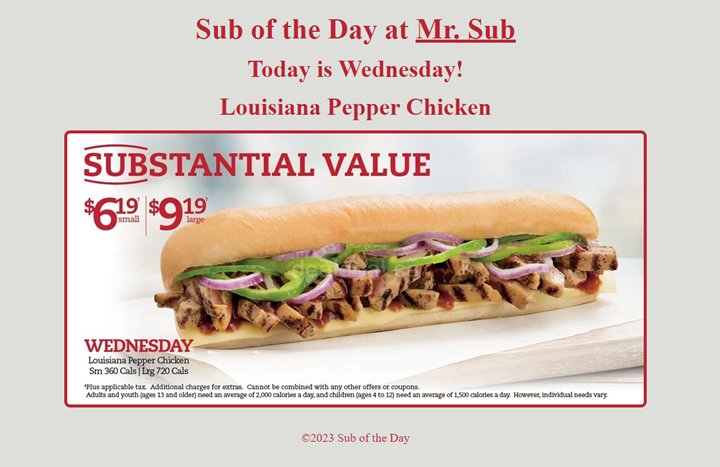 Sub of the Day at Mr. Sub
Today is Wednesday!
Louisiana Pepper Chicken
SUBSTANTIAL VALUE
$6.19† small | $9.19† large
WEDNESDAY
Louisiana Pepper Chicken
Sm 360 Cals | Lrg 720 Cals
†Plus applicable tax. Additional charges for extras. Cannot be combined with any other offers or coupons.
Adults and youth (ages 13 and older) need an average of 2,000 calories a day, and children (ages 4 to 12) need an average of 1,500 calories a day. However, individual needs vary.
©2023 Sub of the Day